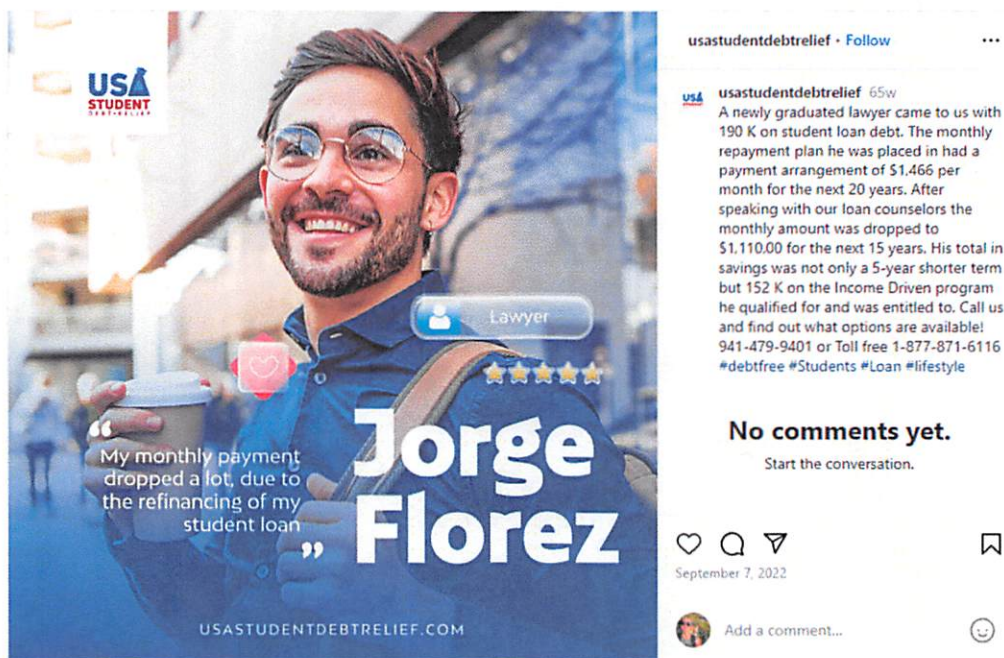 USA
STUDENT
DEBT-RELIEF
Lawyer
“
My monthly payment
dropped a lot, due to
the refinancing of my
student loan
”
Jorge
Florez
USASTUDENTDEBTRELIEF.COM
usastudentdebtrelief • Follow
...
USA
usastudentdebtrelief 65w
A newly graduated lawyer came to us with
190 K on student loan debt. The monthly
repayment plan he was placed in had a
payment arrangement of $1,466 per
month for the next 20 years. After
speaking with our loan counselors the
monthly amount was dropped to
$1,110.00 for the next 15 years. His total in
savings was not only a 5-year shorter term
but 152 K on the Income Driven program
he qualified for and was entitled to. Call us
and find out what options are available!
941-479-9401 or Toll free 1-877-871-6116
#debtfree #Students #Loan #lifestyle
No comments yet.
Start the conversation.
September 7, 2022
Add a comment...